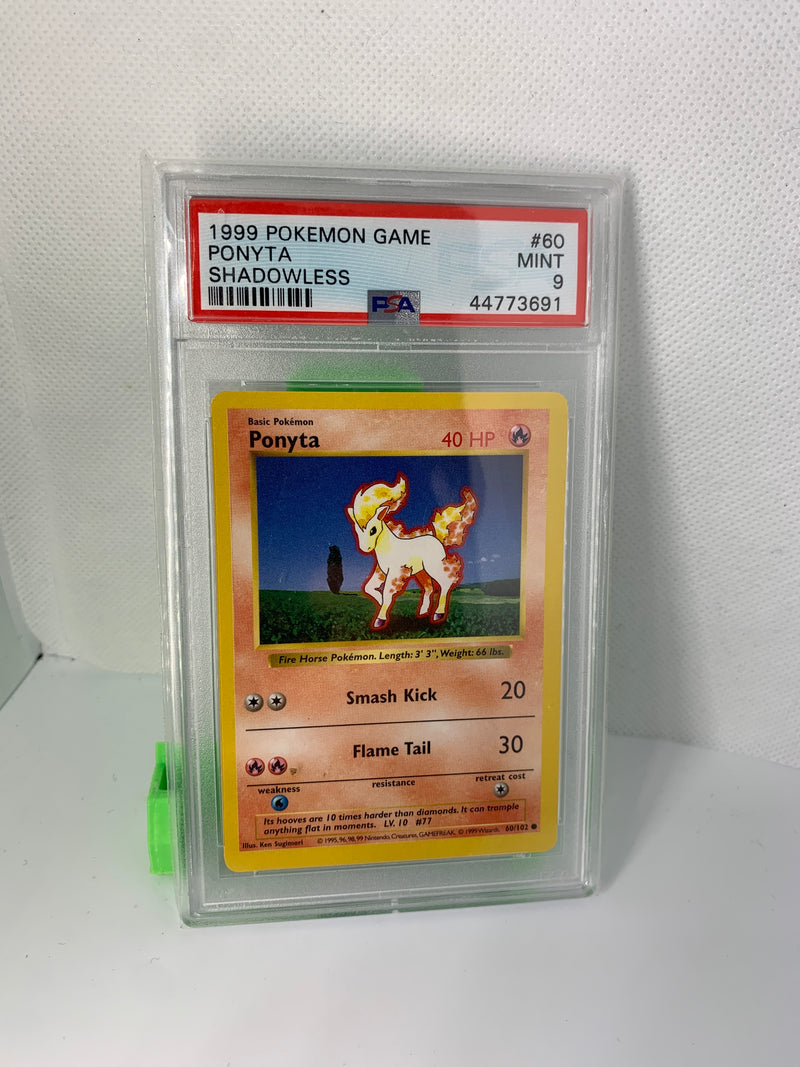 1999 POKEMON GAME #60
PONYTA MINT
SHADOWLESS 9
PSA 44773691
Basic Pokémon
Ponyta 40 HP
Fire Horse Pokémon. Length: 3' 3", Weight: 66 lbs.
Smash Kick 20
Flame Tail 30
weakness resistance retreat cost
Its hooves are 10 times harder than diamonds. It can trample
anything flat in moments. LV. 10 #77
Illus. Ken Sugimori © 1995, 96, 98, 99 Nintendo, Creatures, GAMEFREAK. © 1999 Wizards. 60/102